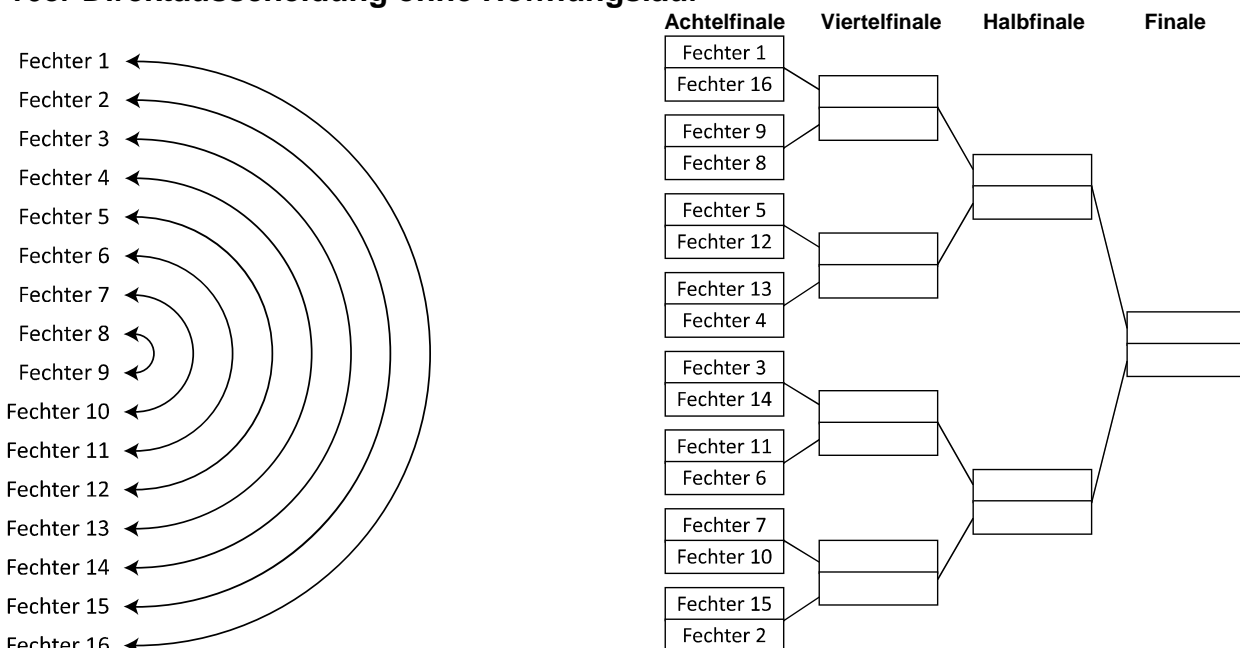 Achtelfinale Viertelfinale Halbfinale Finale
Fechter 1
Fechter 2
Fechter 3
Fechter 4
Fechter 5
Fechter 6
Fechter 7
Fechter 8
Fechter 9
Fechter 10
Fechter 11
Fechter 12
Fechter 13
Fechter 14
Fechter 15
Fechter 16
Fechter 1
Fechter 16
Fechter 9
Fechter 8
Fechter 5
Fechter 12
Fechter 13
Fechter 4
Fechter 3
Fechter 14
Fechter 11
Fechter 6
Fechter 7
Fechter 10
Fechter 15
Fechter 2